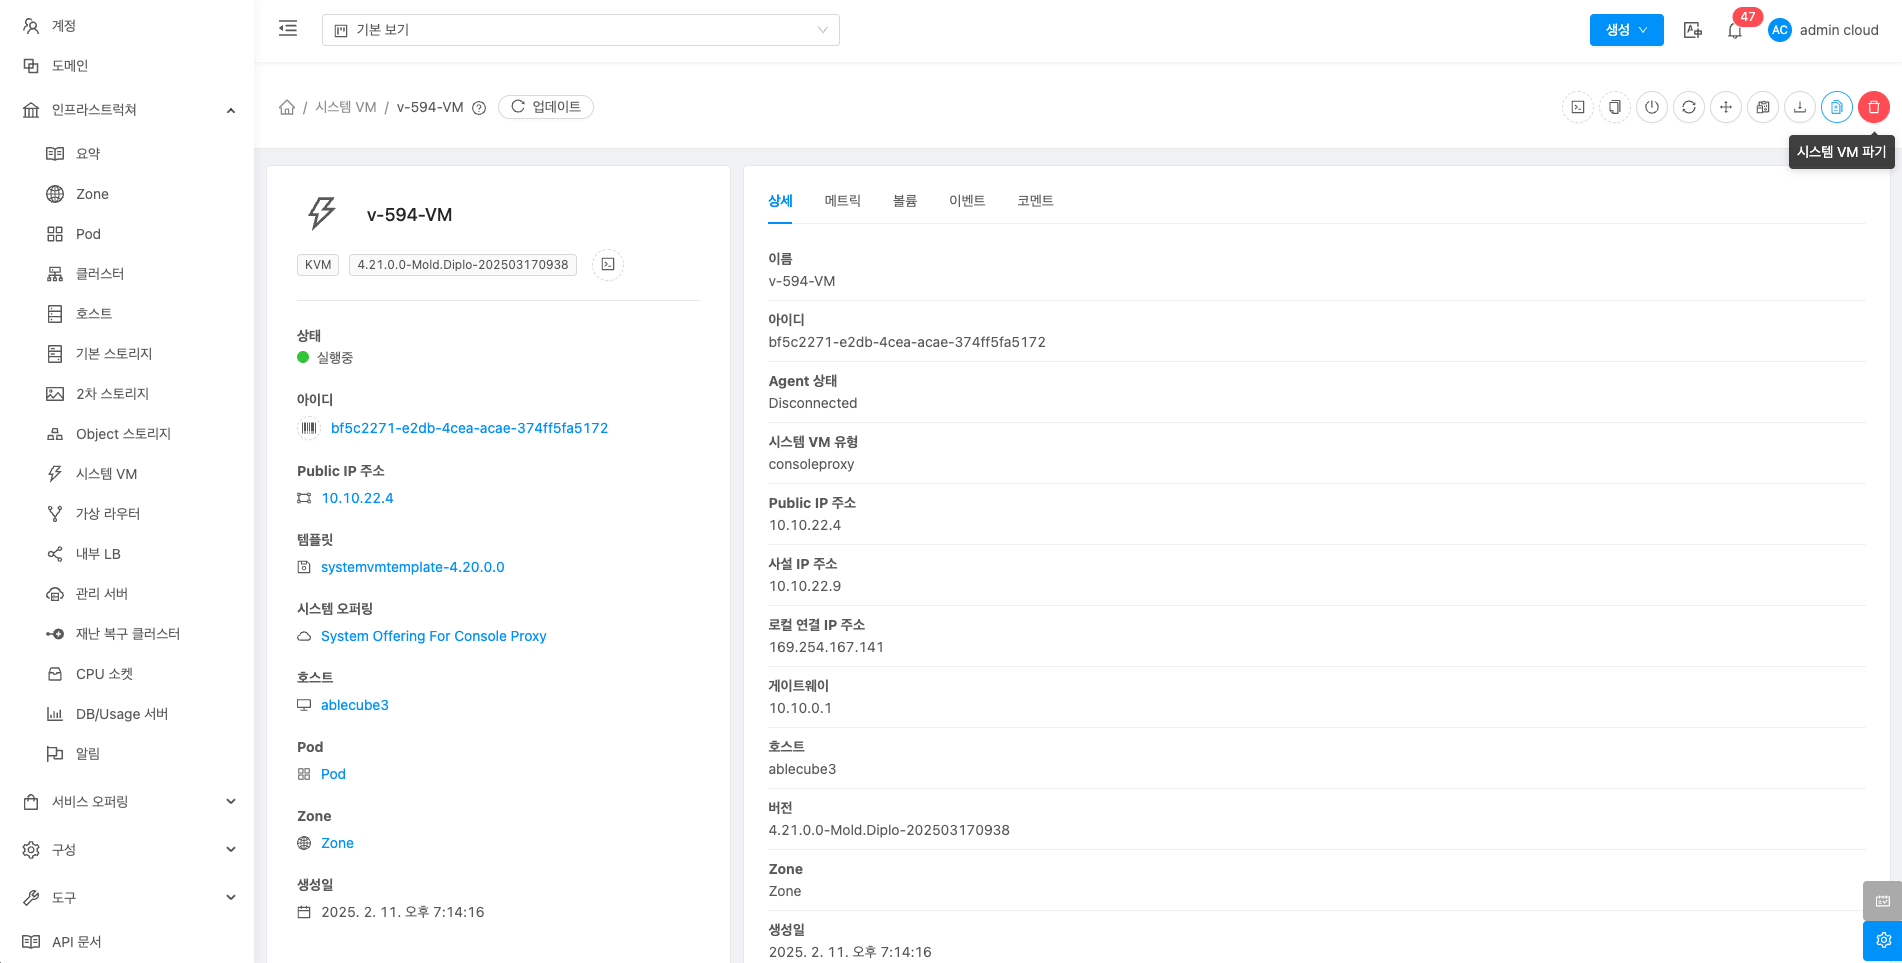 계정
도메인
인프라스트럭쳐
요약
Zone
Pod
클러스터
호스트
기본 스토리지
2차 스토리지
Object 스토리지
시스템 VM
가상 라우터
내부 LB
관리 서버
재난 복구 클러스터
CPU 소켓
DB/Usage 서버
알림
서비스 오퍼링
구성
도구
API 문서
기본 보기
생성
47
AC
admin cloud
/ 시스템 VM / v-594-VM
업데이트
시스템 VM 파기
v-594-VM
KVM
4.21.0.0-Mold.Diplo-202503170938
상태
실행중
아이디
bf5c2271-e2db-4cea-acae-374ff5fa5172
Public IP 주소
10.10.22.4
템플릿
systemvmtemplate-4.20.0.0
시스템 오퍼링
System Offering For Console Proxy
호스트
ablecube3
Pod
Pod
Zone
Zone
생성일
2025. 2. 11. 오후 7:14:16
상세
메트릭
볼륨
이벤트
코멘트
이름
v-594-VM
아이디
bf5c2271-e2db-4cea-acae-374ff5fa5172
Agent 상태
Disconnected
시스템 VM 유형
consoleproxy
Public IP 주소
10.10.22.4
사설 IP 주소
10.10.22.9
로컬 연결 IP 주소
169.254.167.141
게이트웨이
10.10.0.1
호스트
ablecube3
버전
4.21.0.0-Mold.Diplo-202503170938
Zone
Zone
생성일
2025. 2. 11. 오후 7:14:16